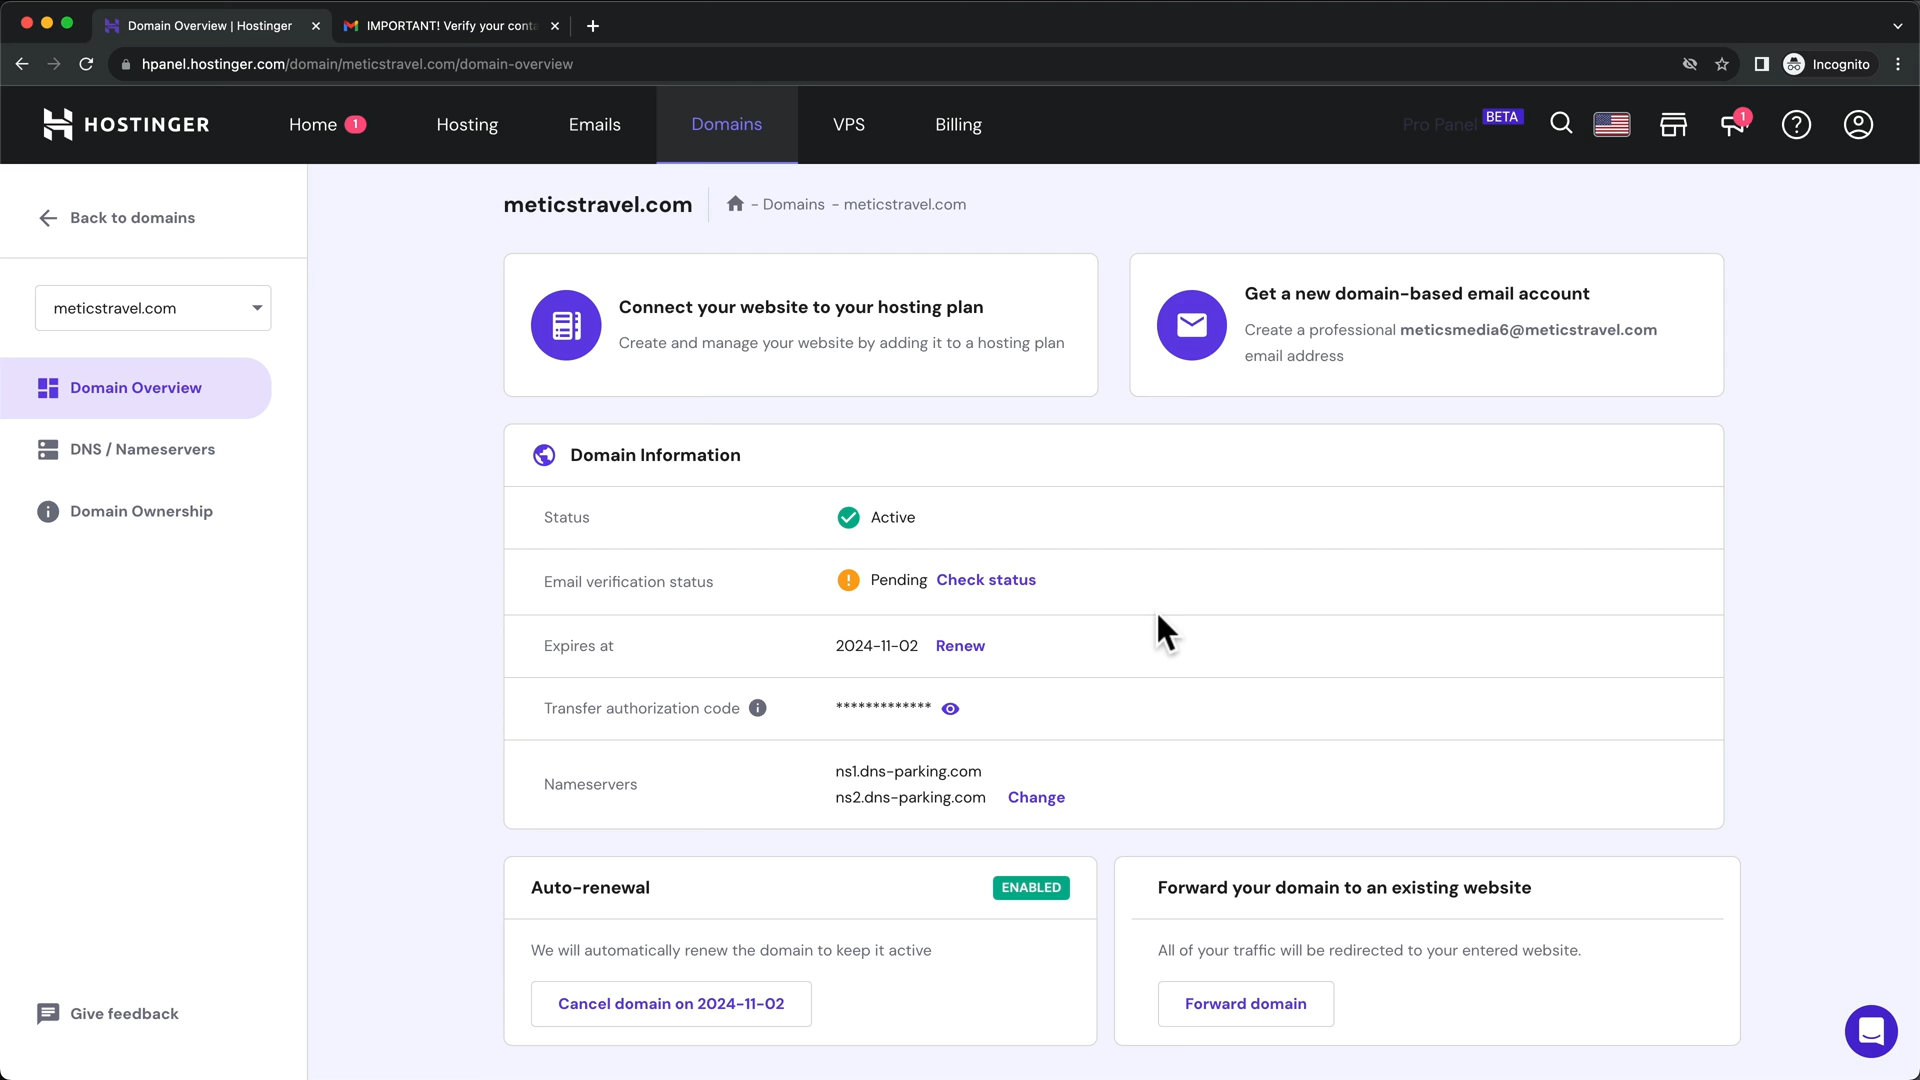 Domain Overview | Hostinger
IMPORTANT! Verify your conta
hpanel.hostinger.com/domain/meticstravel.com/domain-overview
Incognito
HOSTINGER
Home 1
Hosting
Emails
Domains
VPS
Billing
Pro Panel BETA
1
Back to domains
meticstravel.com
Domain Overview
DNS / Nameservers
Domain Ownership
Give feedback
meticstravel.com
- Domains - meticstravel.com
Connect your website to your hosting plan
Create and manage your website by adding it to a hosting plan
Get a new domain-based email account
Create a professional meticsmedia6@meticstravel.com
email address
Domain Information
Status
Active
Email verification status
Pending Check status
Expires at
2024-11-02 Renew
Transfer authorization code
*************
Nameservers
ns1.dns-parking.com
ns2.dns-parking.com Change
Auto-renewal
ENABLED
We will automatically renew the domain to keep it active
Cancel domain on 2024-11-02
Forward your domain to an existing website
All of your traffic will be redirected to your entered website.
Forward domain